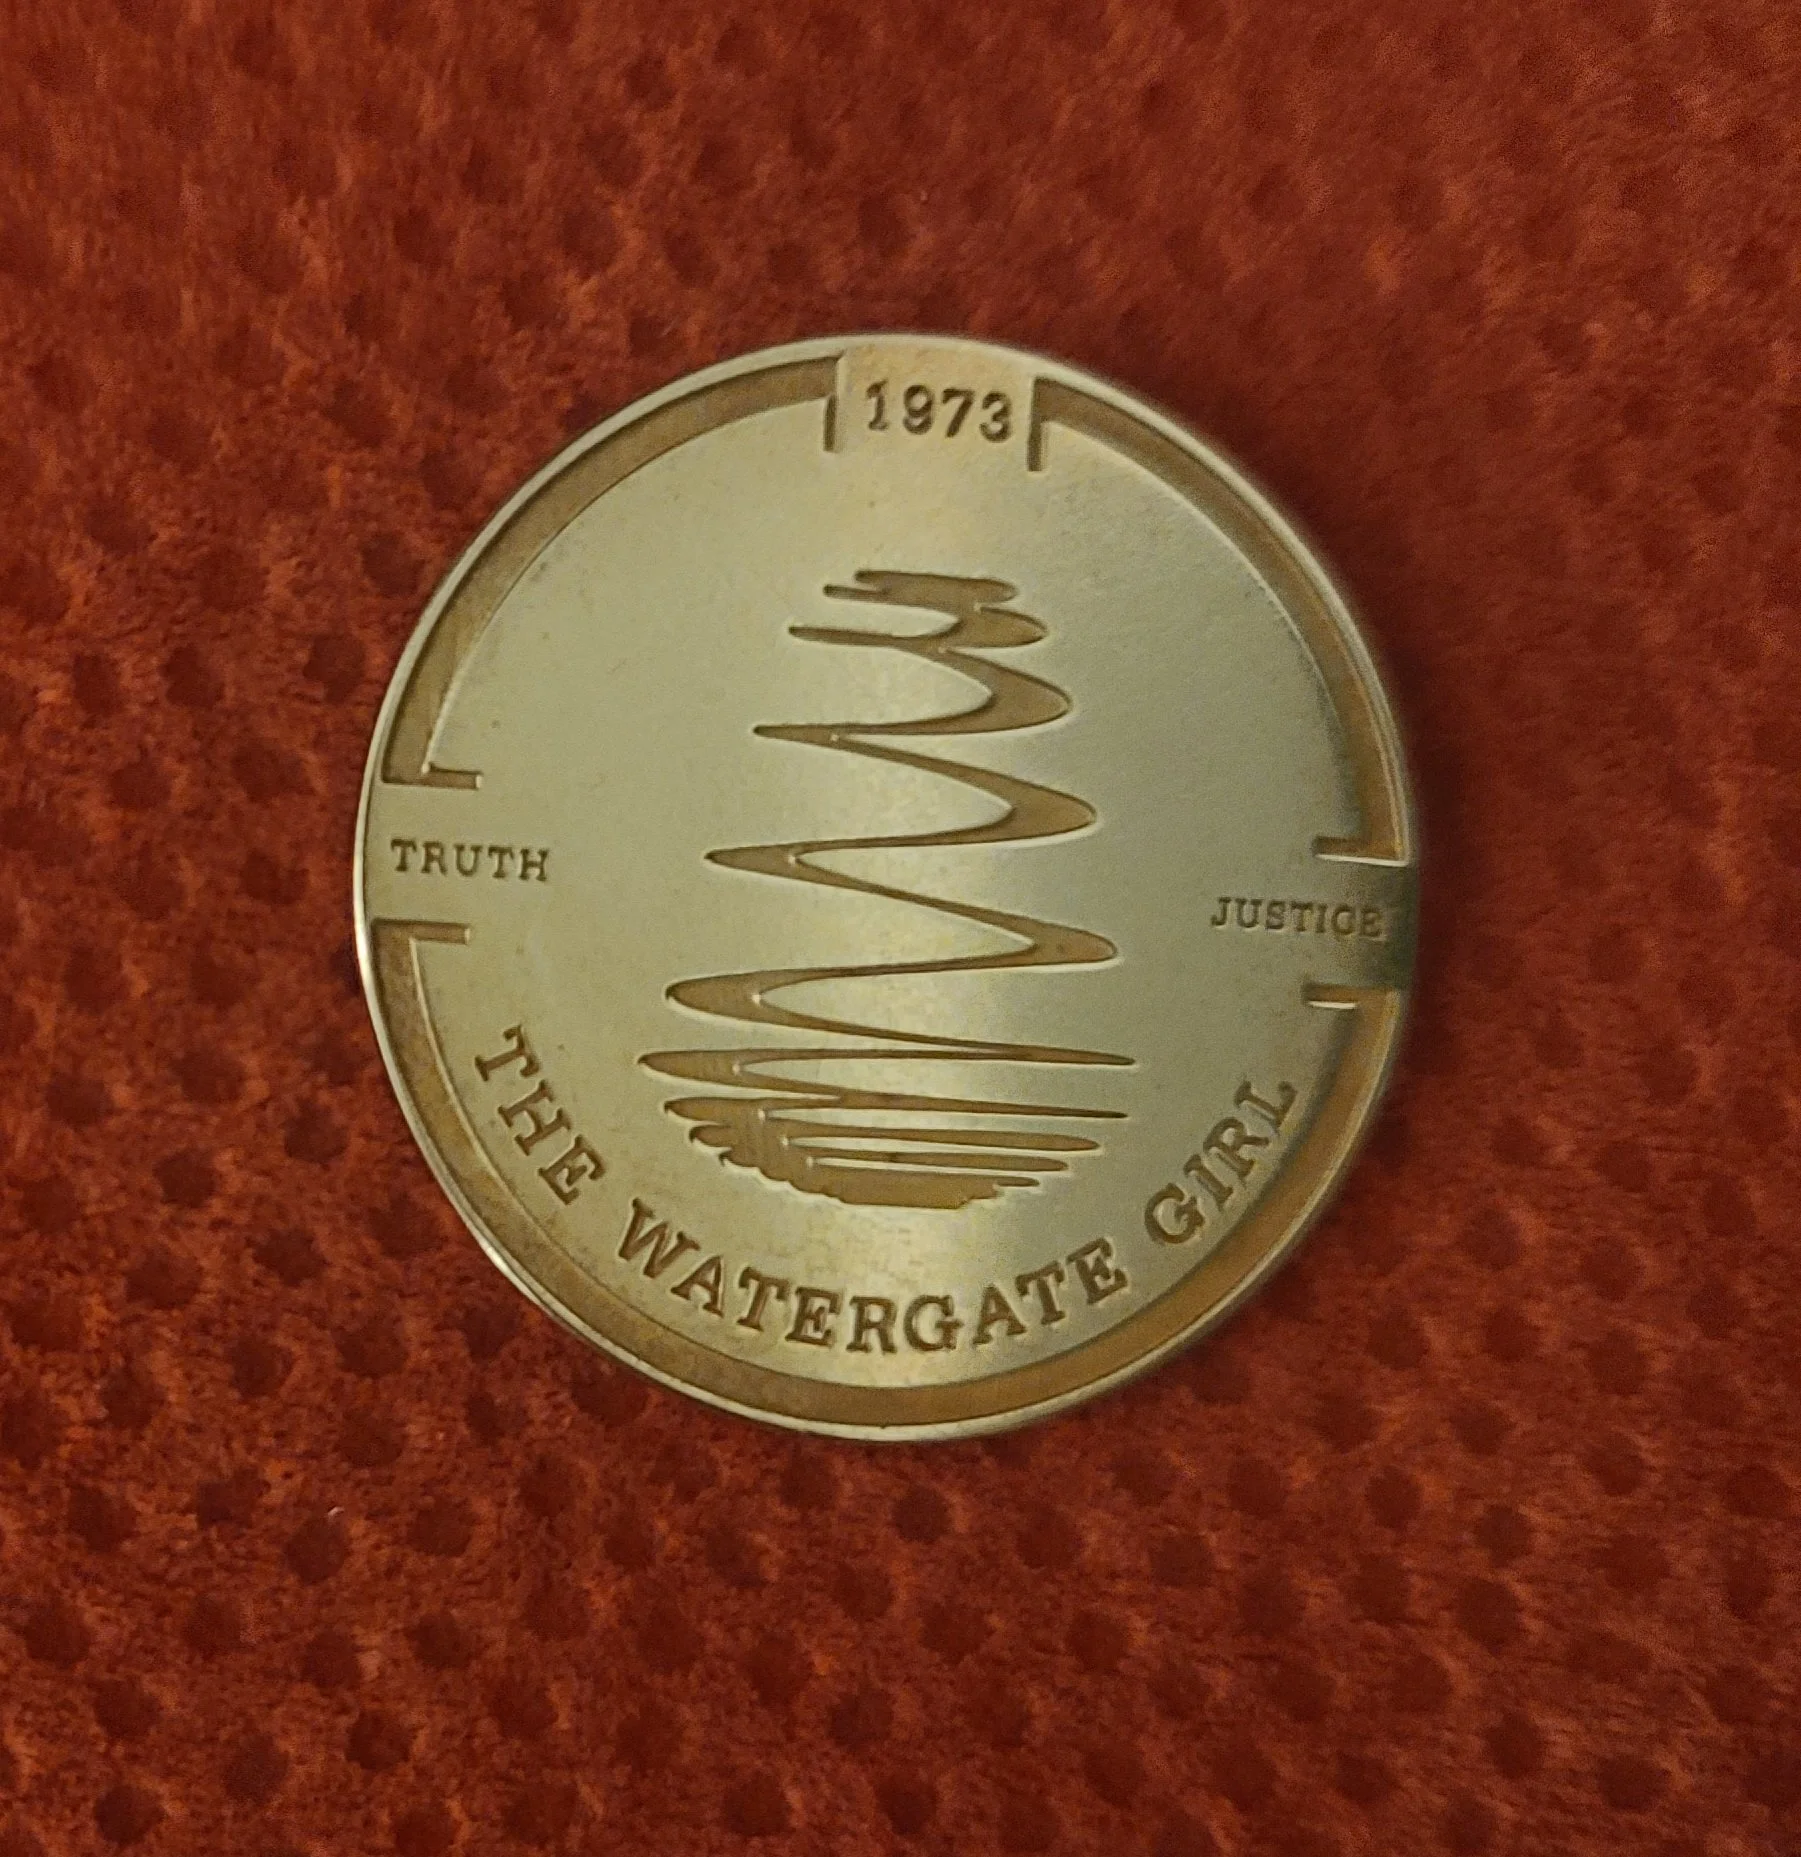 1973
TRUTH
JUSTICE
THE WATERGATE GIRL